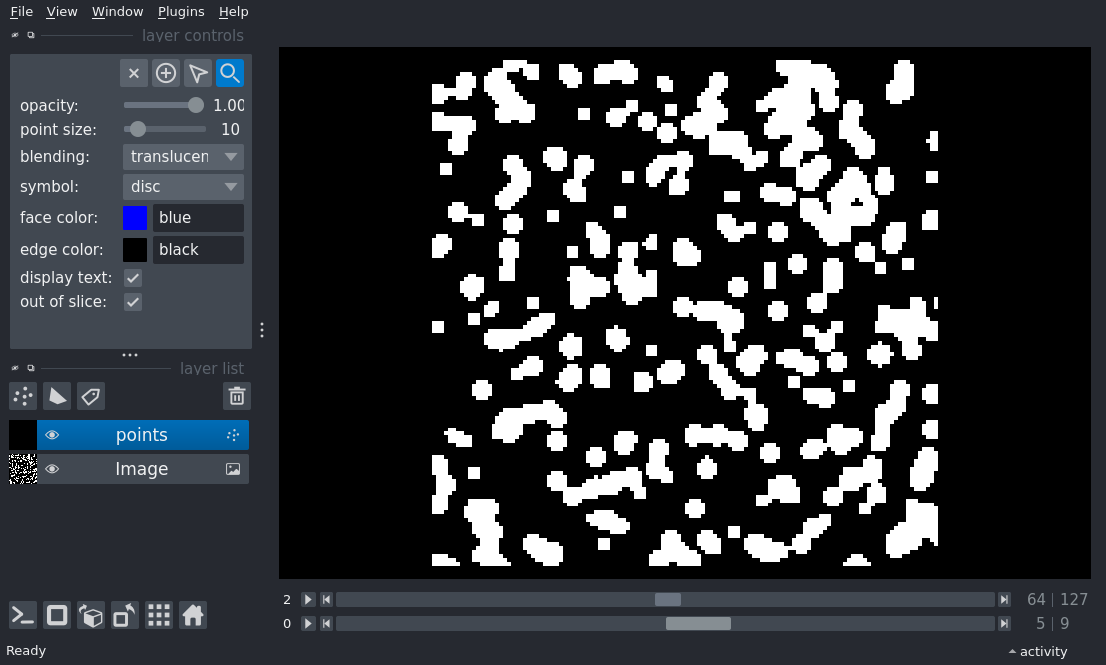 File View Window Plugins Help
layer controls
opacity: 1.00
point size: 10
blending: translucen
symbol: disc
face color: blue
edge color: black
display text:
out of slice:
layer list
points
Image
2 64 | 127
0 5 | 9
Ready activity